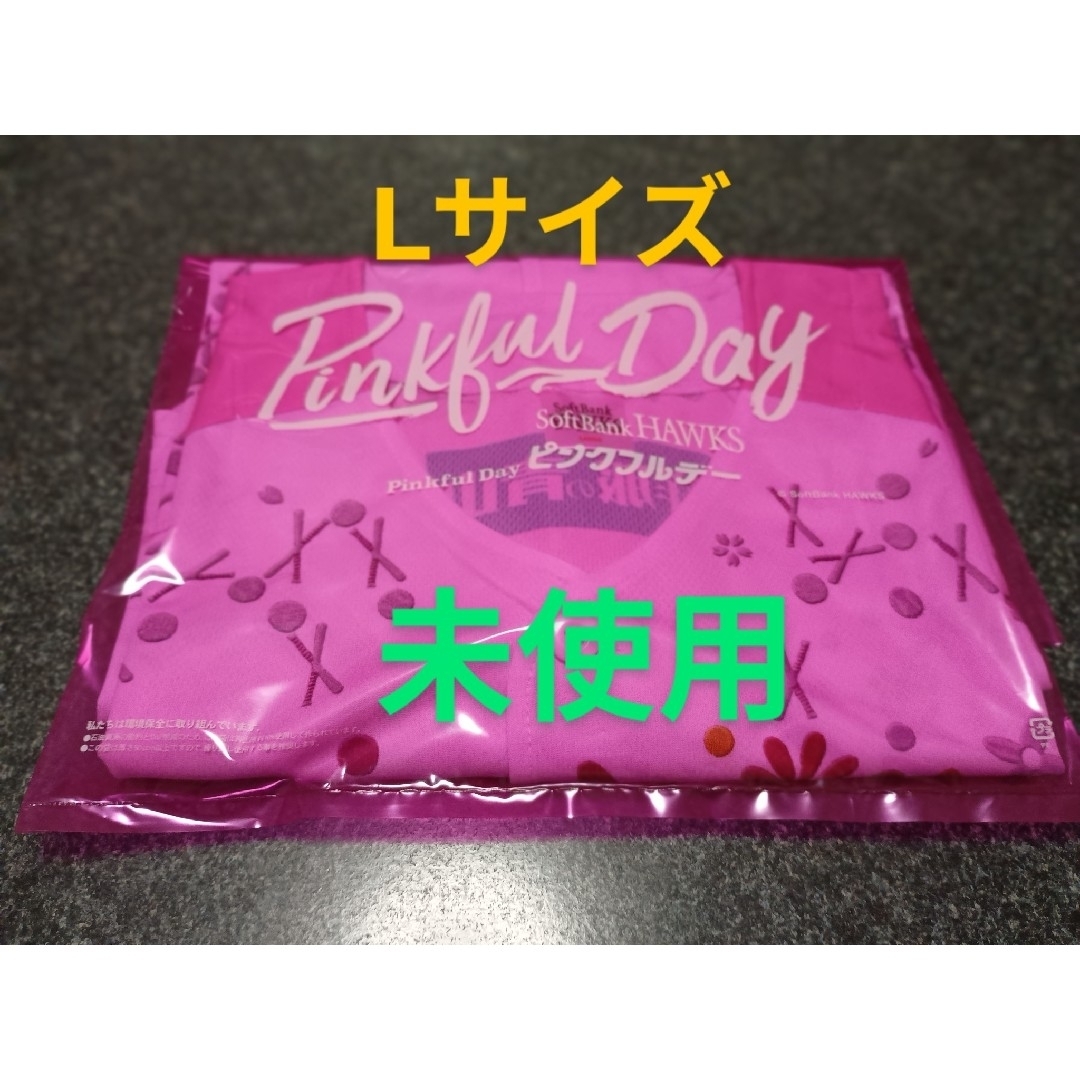 Lサイズ
Pinkful Day
SoftBank
SoftBank HAWKS
Pinkful Day ピンクフルデー
© SoftBank HAWKS
未使用
私たちは環境保全に取り組んでいます。
プラ